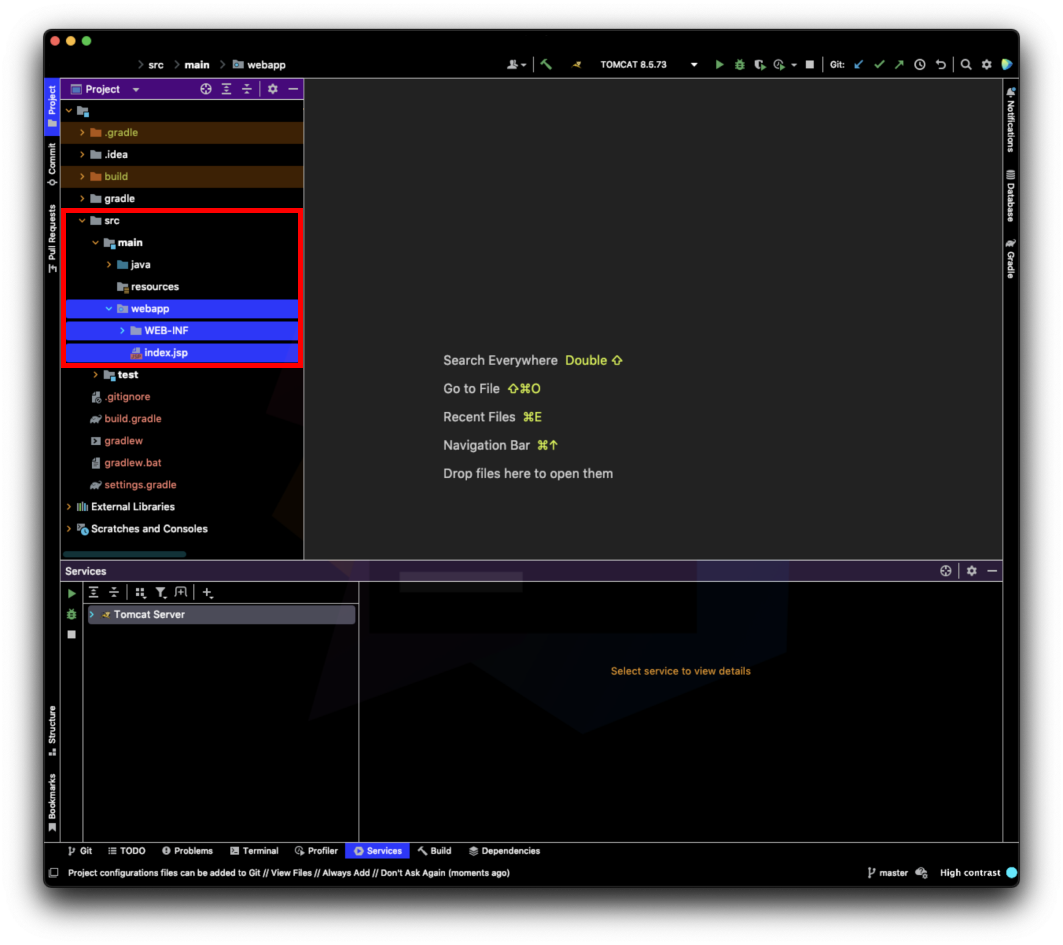 src main webapp
TOMCAT 8.5.73
Git:
Project
Project
Commit
Pull Requests
.gradle
.idea
build
gradle
src
main
java
resources
webapp
WEB-INF
index.jsp
test
.gitignore
build.gradle
gradlew
gradlew.bat
settings.gradle
External Libraries
Scratches and Consoles
Search Everywhere Double ⇧
Go to File ⇧⌘O
Recent Files ⌘E
Navigation Bar ⌘↑
Drop files here to open them
Notifications
Database
Gradle
Services
Tomcat Server
Select service to view details
Structure
Bookmarks
Git TODO Problems Terminal Profiler Services Build Dependencies
Project configurations files can be added to Git // View Files // Always Add // Don't Ask Again (moments ago)
master High contrast